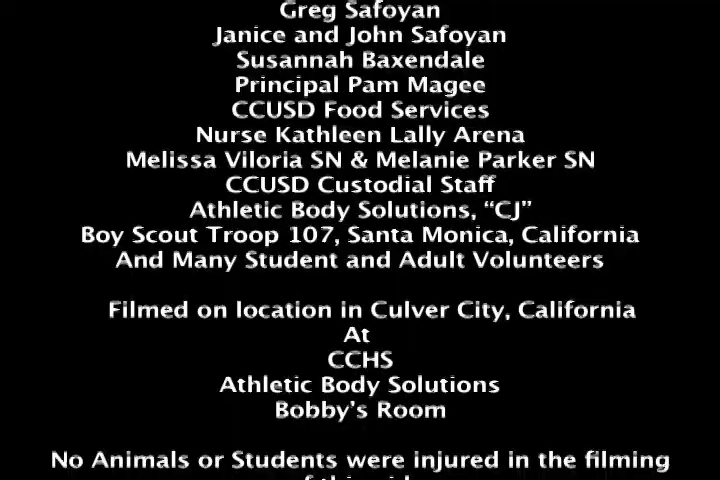 Greg Safoyan
Janice and John Safoyan
Susannah Baxendale
Principal Pam Magee
CCUSD Food Services
Nurse Kathleen Lally Arena
Melissa Viloria SN & Melanie Parker SN
CCUSD Custodial Staff
Athletic Body Solutions, “CJ”
Boy Scout Troop 107, Santa Monica, California
And Many Student and Adult Volunteers
Filmed on location in Culver City, California
At
CCHS
Athletic Body Solutions
Bobby’s Room
No Animals or Students were injured in the filming